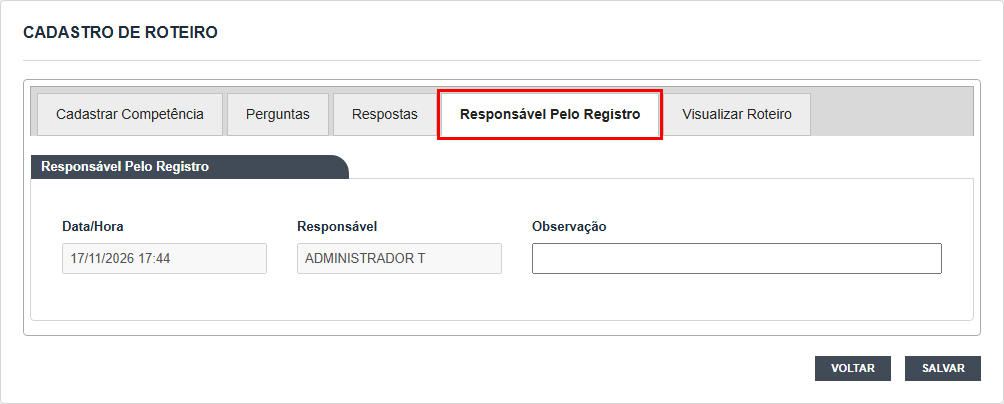 CADASTRO DE ROTEIRO
Cadastrar Competência Perguntas Respostas Responsável Pelo Registro Visualizar Roteiro
Responsável Pelo Registro
Data/Hora Responsável Observação
17/11/2026 17:44 ADMINISTRADOR T
VOLTAR SALVAR